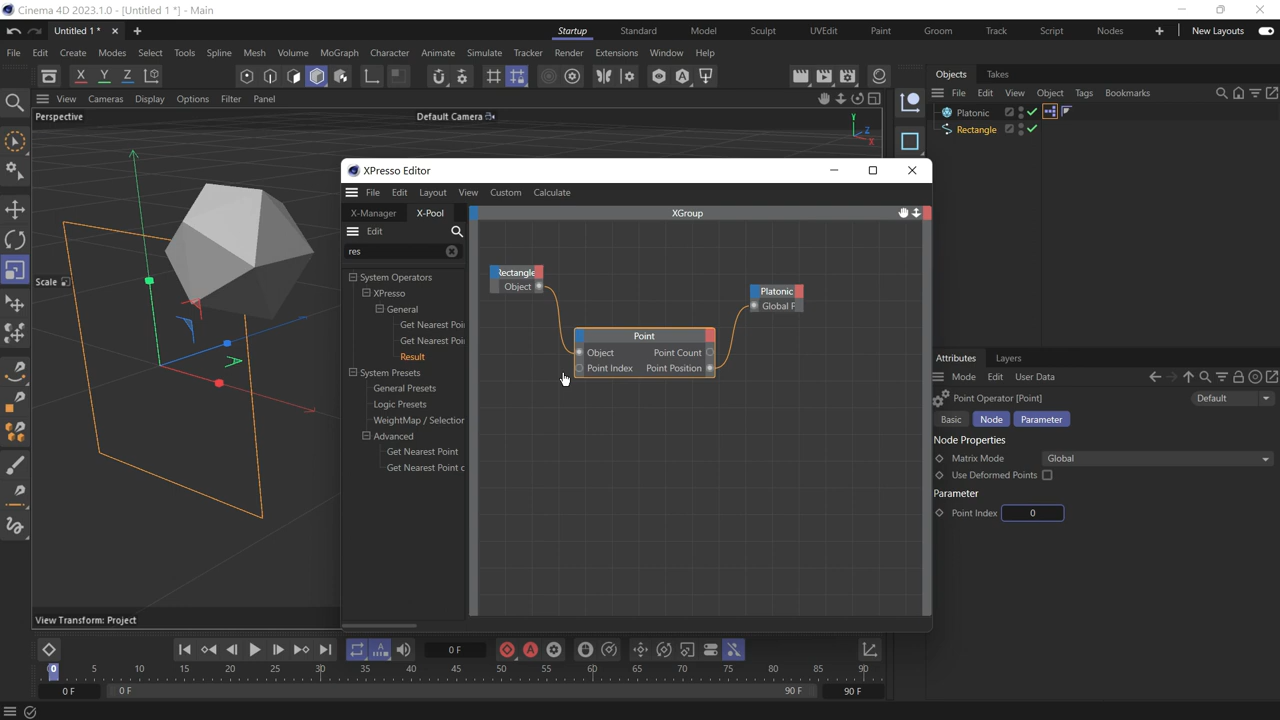 Cinema 4D 2023.1.0 - [Untitled 1 *] - Main
Untitled 1 *
Startup Standard Model Sculpt UVEdit Paint Groom Track Script Nodes New Layouts
File Edit Create Modes Select Tools Spline Mesh Volume MoGraph Character Animate Simulate Tracker Render Extensions Window Help
X Y Z
Objects Takes
View Cameras Display Options Filter Panel
File Edit View Object Tags Bookmarks
Perspective
Default Camera
Y
Z
X
Platonic
Rectangle
XPresso Editor
File Edit Layout View Custom Calculate
X-Manager X-Pool
XGroup
Edit
res
System Operators
XPresso
General
Get Nearest Poi
Get Nearest Poi
Result
System Presets
General Presets
Logic Presets
WeightMap / Selection
Advanced
Get Nearest Point
Get Nearest Point o
Rectangle
Object
Platonic
Global P
Point
Object Point Count
Point Index Point Position
Scale
Attributes Layers
Mode Edit User Data
Point Operator [Point]
Default
Basic Node Parameter
Node Properties
Matrix Mode Global
Use Deformed Points
Parameter
Point Index 0
View Transform: Project
0 F
0 5 10 15 20 25 30 35 40 45 50 55 60 65 70 75 80 85 90
0 F 0 F 90 F 90 F